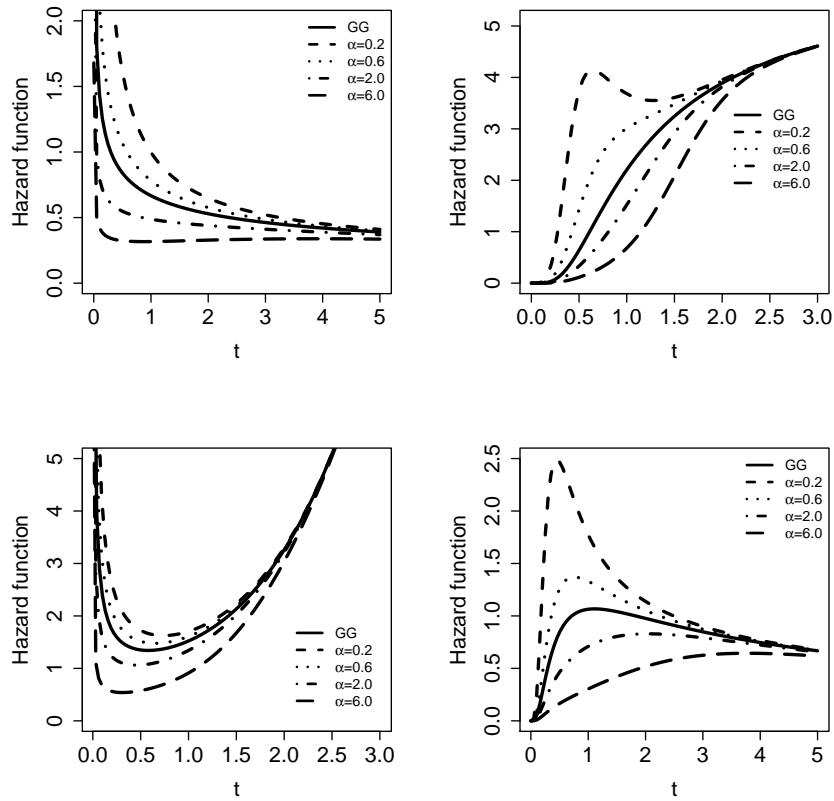 Hazard function
2.0
1.5
1.0
0.5
0.0
0 1 2 3 4 5
t
GG
α=0.2
α=0.6
α=2.0
α=6.0
Hazard function
5
4
3
2
1
0
0.0 0.5 1.0 1.5 2.0 2.5 3.0
t
GG
α=0.2
α=0.6
α=2.0
α=6.0
Hazard function
5
4
3
2
1
0
0.0 0.5 1.0 1.5 2.0 2.5 3.0
t
GG
α=0.2
α=0.6
α=2.0
α=6.0
Hazard function
2.5
2.0
1.5
1.0
0.5
0.0
0 1 2 3 4 5
t
GG
α=0.2
α=0.6
α=2.0
α=6.0